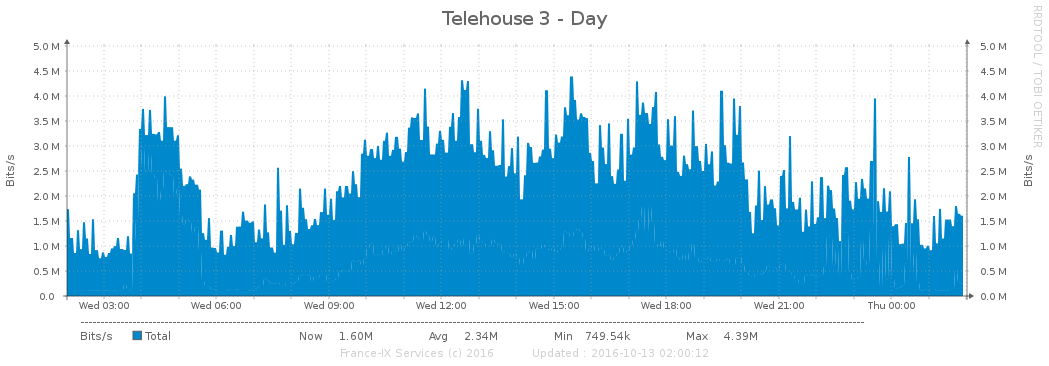 Telehouse 3 - Day
RRDTOOL / TOBI OETIKER
Bits/s
Bits/s
5.0 M 5.0 M
4.5 M 4.5 M
4.0 M 4.0 M
3.5 M 3.5 M
3.0 M 3.0 M
2.5 M 2.5 M
2.0 M 2.0 M
1.5 M 1.5 M
1.0 M 1.0 M
0.5 M 0.5 M
0.0 0.0 M
Wed 03:00 Wed 06:00 Wed 09:00 Wed 12:00 Wed 15:00 Wed 18:00 Wed 21:00 Thu 00:00
Bits/s Total Now 1.60M Avg 2.34M Min 749.54k Max 4.39M
France-IX Services (c) 2016 Updated : 2016-10-13 02:00:12